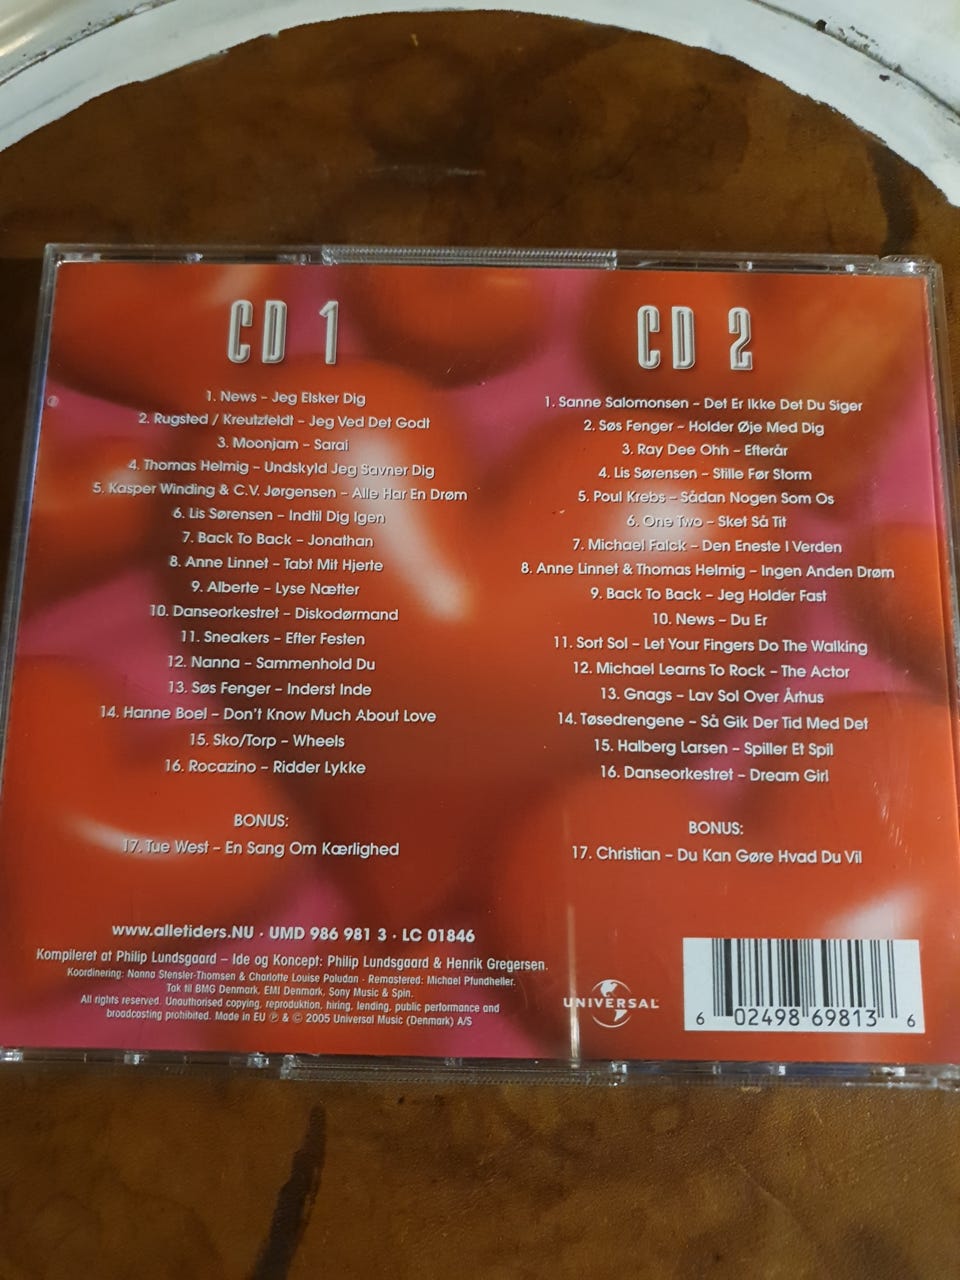 CD 1
1. News – Jeg Elsker Dig
2. Rugsted / Kreutzfeldt – Jeg Ved Det Godt
3. Moonjam – Sarai
4. Thomas Helmig – Undskyld Jeg Savner Dig
5. Kasper Winding & C.V. Jørgensen – Alle Har En Drøm
6. Lis Sørensen – Indtil Dig Igen
7. Back To Back – Jonathan
8. Anne Linnet – Tabt Mit Hjerte
9. Alberte – Lyse Nætter
10. Danseorkestret – Diskodørmand
11. Sneakers – Efter Festen
12. Nanna – Sammenhold Du
13. Søs Fenger – Inderst Inde
14. Hanne Boel – Don't Know Much About Love
15. Sko/Torp – Wheels
16. Rocazino – Ridder Lykke
BONUS:
17. Tue West – En Sang Om Kærlighed
CD 2
1. Sanne Salomonsen – Det Er Ikke Det Du Siger
2. Søs Fenger – Holder Øje Med Dig
3. Ray Dee Ohh – Efterår
4. Lis Sørensen – Stille Før Storm
5. Poul Krebs – Sådan Nogen Som Os
6. One Two – Sket Så Tit
7. Michael Falck – Den Eneste I Verden
8. Anne Linnet & Thomas Helmig – Ingen Anden Drøm
9. Back To Back – Jeg Holder Fast
10. News – Du Er
11. Sort Sol – Let Your Fingers Do The Walking
12. Michael Learns To Rock – The Actor
13. Gnags – Lav Sol Over Århus
14. Tøsedrengene – Så Gik Der Tid Med Det
15. Halberg Larsen – Spiller Et Spil
16. Danseorkestret – Dream Girl
BONUS:
17. Christian – Du Kan Gøre Hvad Du Vil
www.alletiders.NU · UMD 986 981 3 · LC 01846
Kompileret af Philip Lundsgaard – Ide og Koncept: Philip Lundsgaard & Henrik Gregersen.
Koordinering: Nanna Stensler-Thomsen & Charlotte Louise Paludan · Remastered: Michael Pfundheller.
Tak til BMG Denmark, EMI Denmark, Sony Music & Spin.
All rights reserved. Unauthorised copying, reproduktion, hiring, lending, public performance and
broadcasting prohibited. Made in EU ℗ & © 2005 Universal Music (Denmark) A/S
UNIVERSAL
6 02498 69813 6